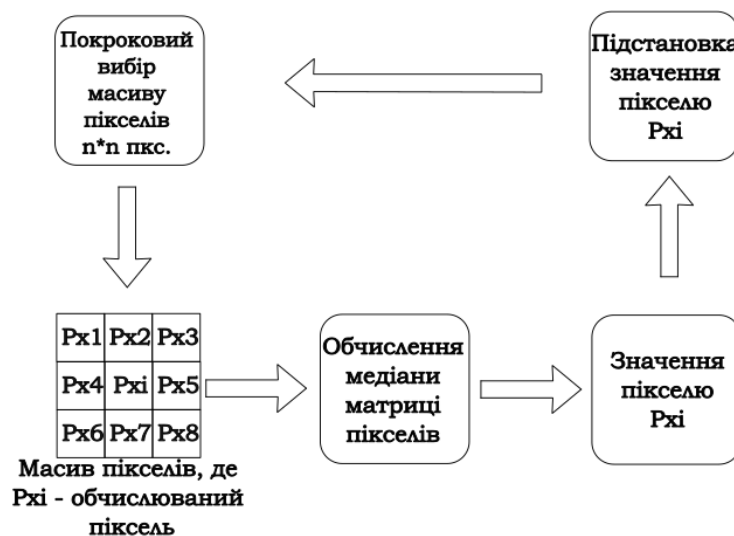 Покроковий
вибір
масиву
пікселів
n*n пкс.
Підстановка
значення
пікселю
Pxi
Px1 Px2 Px3
Px4 Pxi Px5
Px6 Px7 Px8
Масив пікселів, де
Pxi - обчислюваний
піксель
Обчислення
медіани
матриці
пікселів
Значення
пікселю
Pxi